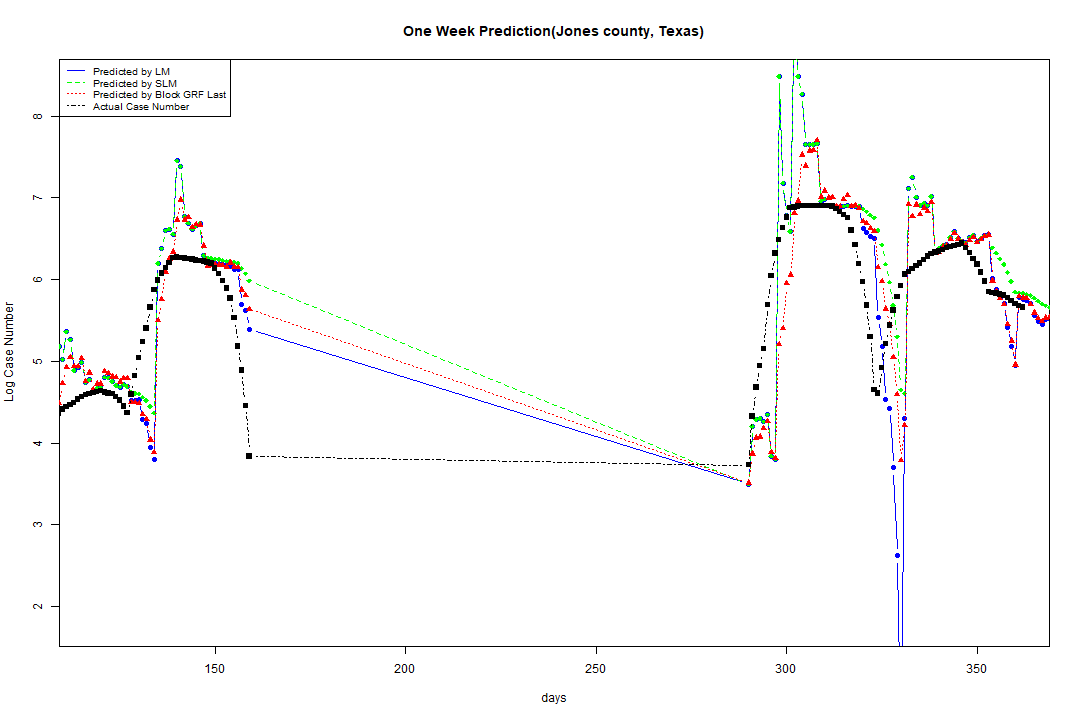 One Week Prediction(Jones county, Texas)
Predicted by LM
Predicted by SLM
Predicted by Block GRF Last
Actual Case Number
Log Case Number
8
7
6
5
4
3
2
150 200 250 300 350
days